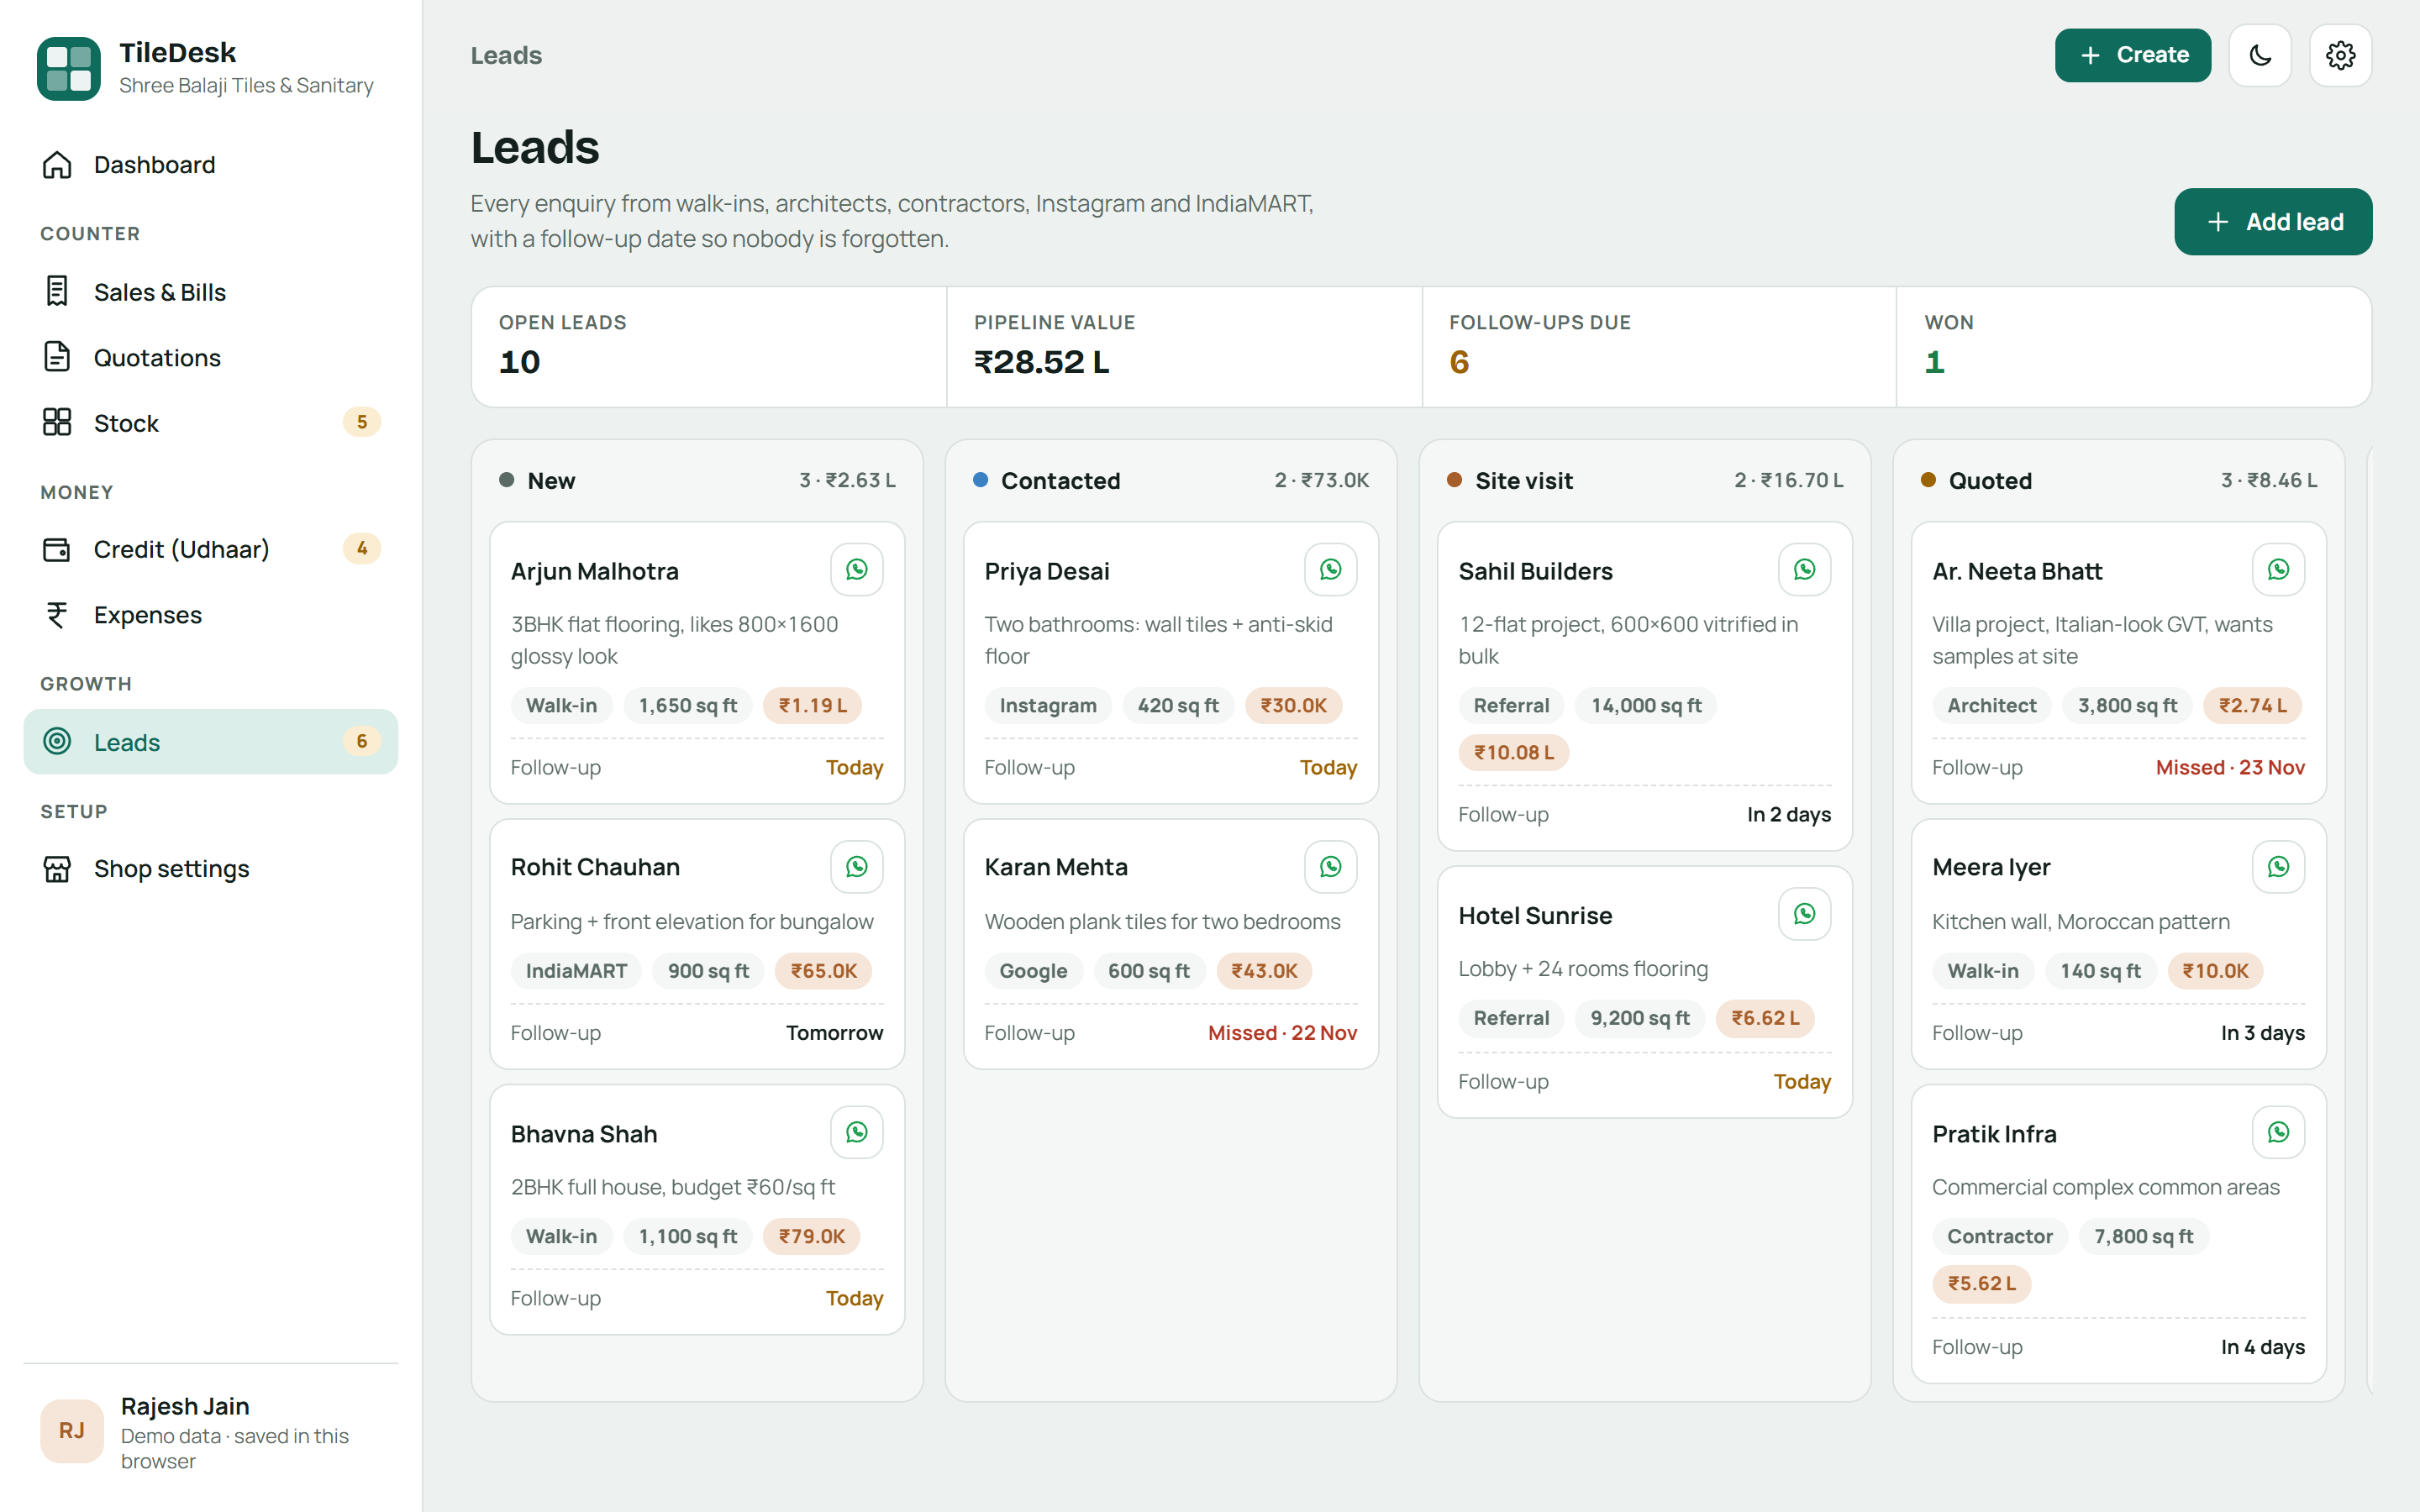 TileDesk
Shree Balaji Tiles & Sanitary
Dashboard
COUNTER
Sales & Bills
Quotations
Stock
5
MONEY
Credit (Udhaar)
4
Expenses
GROWTH
Leads
6
SETUP
Shop settings
RJ
Rajesh Jain
Demo data · saved in this
browser
Leads
Create
Leads
Every enquiry from walk-ins, architects, contractors, Instagram and IndiaMART,
with a follow-up date so nobody is forgotten.
Add lead
OPEN LEADS
10
PIPELINE VALUE
₹28.52 L
FOLLOW-UPS DUE
6
WON
1
New
3 · ₹2.63 L
Arjun Malhotra
3BHK flat flooring, likes 800×1600
glossy look
Walk-in 1,650 sq ft ₹1.19 L
Follow-up Today
Rohit Chauhan
Parking + front elevation for bungalow
IndiaMART 900 sq ft ₹65.0K
Follow-up Tomorrow
Bhavna Shah
2BHK full house, budget ₹60/sq ft
Walk-in 1,100 sq ft ₹79.0K
Follow-up Today
Contacted
2 · ₹73.0K
Priya Desai
Two bathrooms: wall tiles + anti-skid
floor
Instagram 420 sq ft ₹30.0K
Follow-up Today
Karan Mehta
Wooden plank tiles for two bedrooms
Google 600 sq ft ₹43.0K
Follow-up Missed · 22 Nov
Site visit
2 · ₹16.70 L
Sahil Builders
12-flat project, 600×600 vitrified in
bulk
Referral 14,000 sq ft
₹10.08 L
Follow-up In 2 days
Hotel Sunrise
Lobby + 24 rooms flooring
Referral 9,200 sq ft ₹6.62 L
Follow-up Today
Quoted
3 · ₹8.46 L
Ar. Neeta Bhatt
Villa project, Italian-look GVT, wants
samples at site
Architect 3,800 sq ft ₹2.74 L
Follow-up Missed · 23 Nov
Meera Iyer
Kitchen wall, Moroccan pattern
Walk-in 140 sq ft ₹10.0K
Follow-up In 3 days
Pratik Infra
Commercial complex common areas
Contractor 7,800 sq ft
₹5.62 L
Follow-up In 4 days